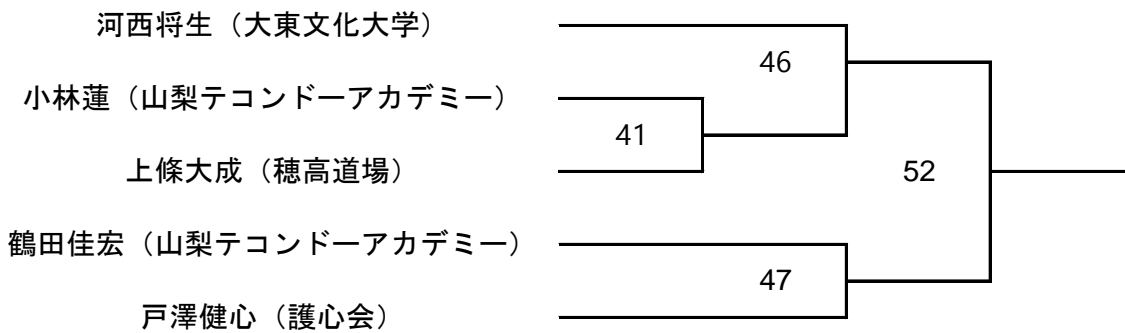 河西将生（大東文化大学）
46
小林蓮（山梨テコンドーアカデミー）
41
上條大成（穂高道場）
52
鶴田佳宏（山梨テコンドーアカデミー）
47
戸澤健心（護心会）